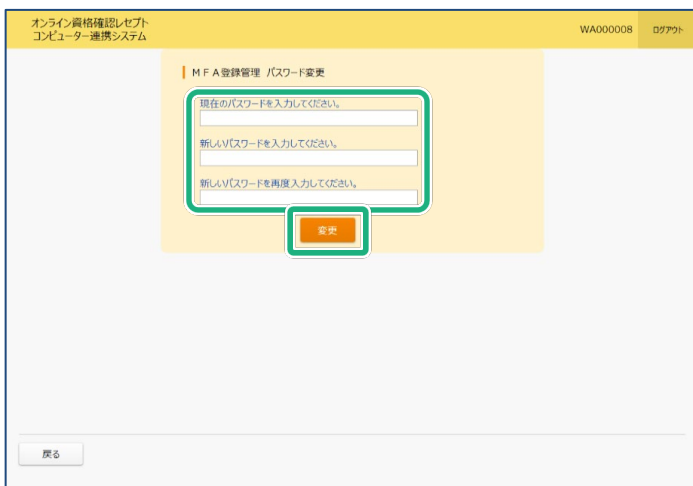 オンライン資格確認レセプト
コンピューター連携システム
WA000008
ログアウト
MFA登録管理 パスワード変更
現在のパスワードを入力してください。
新しいパスワードを入力してください。
新しいパスワードを再度入力してください。
変更
戻る